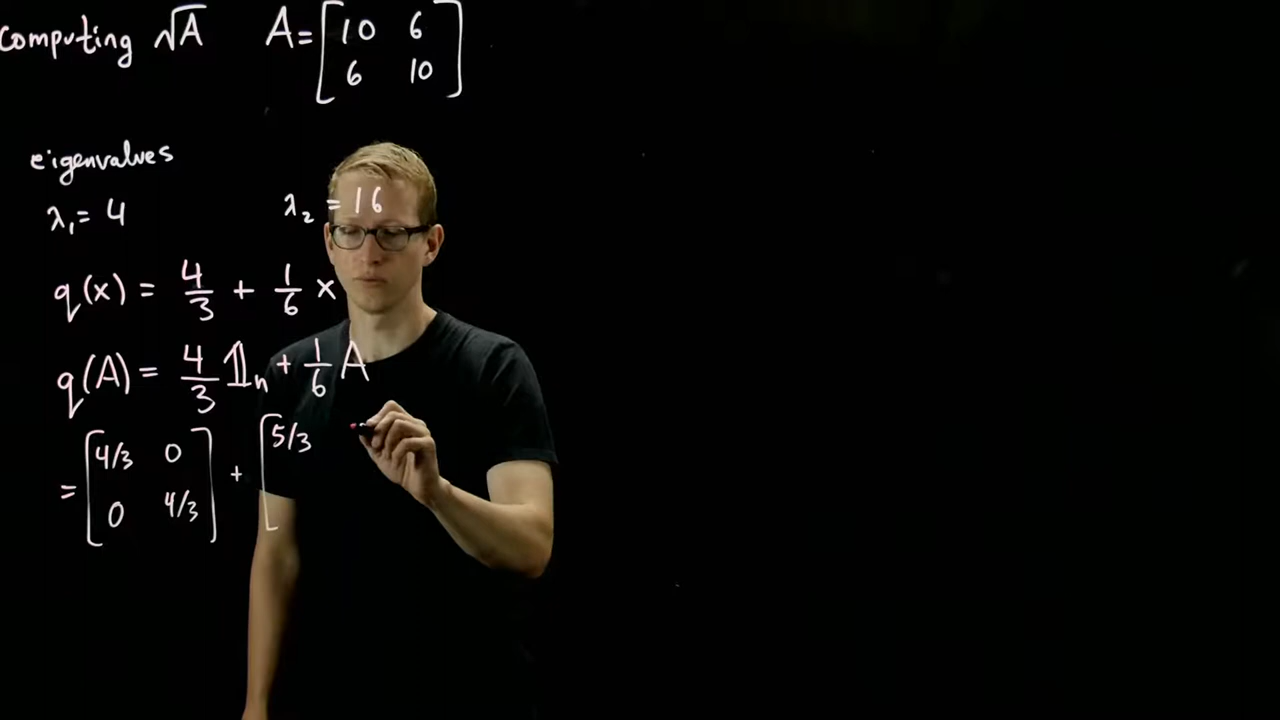 Computing √A A = [10 6
6 10]
eigenvalues
λ₁ = 4 λ₂ = 16
q(x) = 4/3 + 1/6 x
q(A) = 4/3 𝟙ₙ + 1/6 A
= [4/3 0 + [5/3
0 4/3]